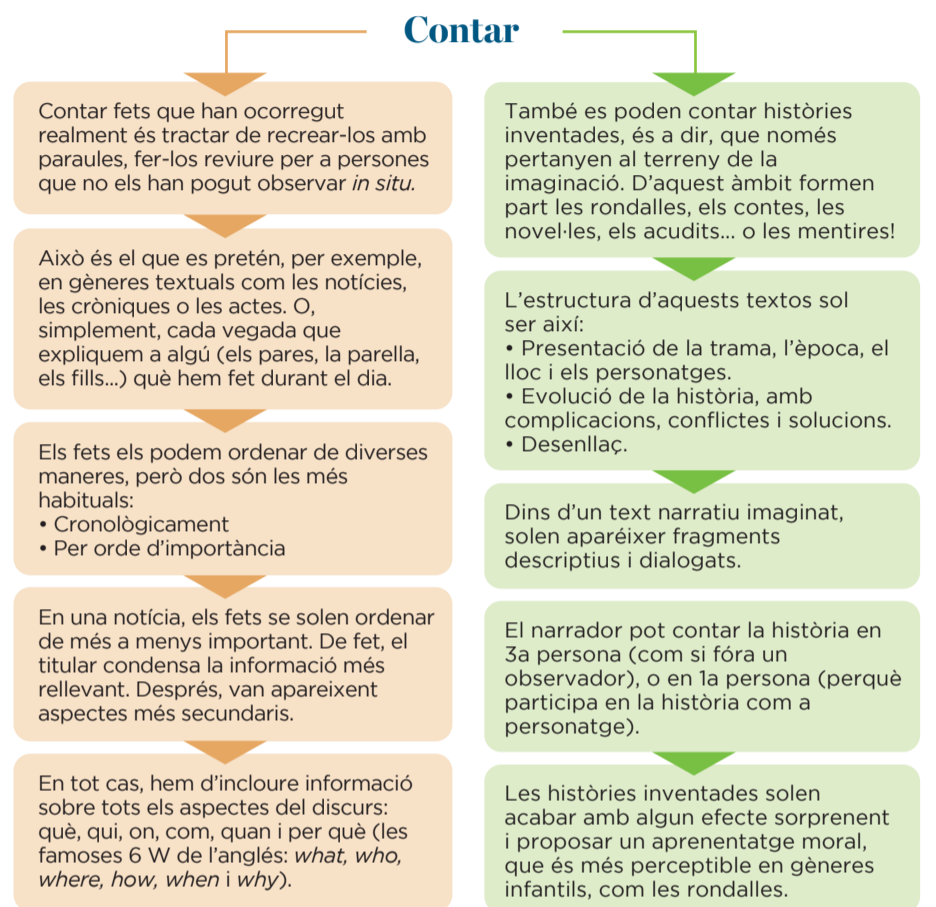 Contar
Contar fets que han ocorregut
realment és tractar de recrear-los amb
paraules, fer-los reviure per a persones
que no els han pogut observar in situ.
Això és el que es pretén, per exemple,
en gèneres textuals com les notícies,
les cròniques o les actes. O,
simplement, cada vegada que
expliquem a algú (els pares, la parella,
els fills...) què hem fet durant el dia.
Els fets els podem ordenar de diverses
maneres, però dos són les més
habituals:
• Cronològicament
• Per orde d’importància
En una notícia, els fets se solen ordenar
de més a menys important. De fet, el
titular condensa la informació més
rellevant. Després, van apareixent
aspectes més secundaris.
En tot cas, hem d’incloure informació
sobre tots els aspectes del discurs:
què, qui, on, com, quan i per què (les
famoses 6 W de l’anglés: what, who,
where, how, when i why).
També es poden contar històries
inventades, és a dir, que només
pertanyen al terreny de la
imaginació. D’aquest àmbit formen
part les rondalles, els contes, les
novel·les, els acudits... o les mentires!
L’estructura d’aquests textos sol
ser així:
• Presentació de la trama, l’època, el
lloc i els personatges.
• Evolució de la història, amb
complicacions, conflictes i solucions.
• Desenllaç.
Dins d’un text narratiu imaginat,
solen aparéixer fragments
descriptius i dialogats.
El narrador pot contar la història en
3a persona (com si fóra un
observador), o en 1a persona (perquè
participa en la història com a
personatge).
Les històries inventades solen
acabar amb algun efecte sorprenent
i proposar un aprenentatge moral,
que és més perceptible en gèneres
infantils, com les rondalles.